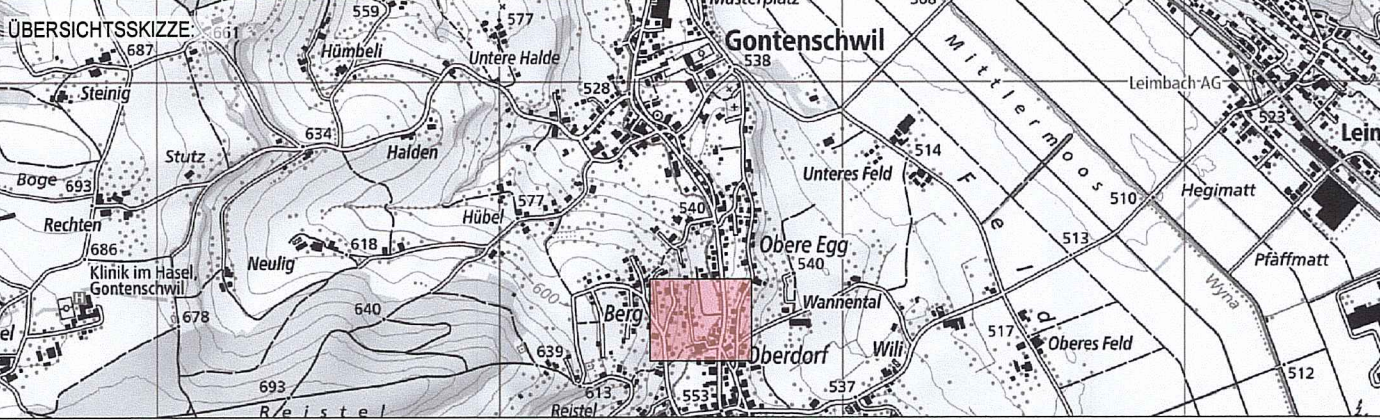 ÜBERSICHTSSKIZZE:
661
687
559
577
Hümbeli
Untere Halde
Gontenschwil
538
Steinig
528
634
Halden
Stutz
Boge
693
Rechten
686
Klinik im Hasel,
Gontenschwil
H
678
Neulig
618
640
Hübel
577
600
540
Obere Egg
540
Berg
Wannental
Oberdorf
639
613
693
Reistel
Reistel
553
537
Wili
Unteres Feld
514
Feld
517
Oberes Feld
513
510
Mittlermoos
Leimbach AG
523
Hegimatt
Pfäffmatt
Wyna
512